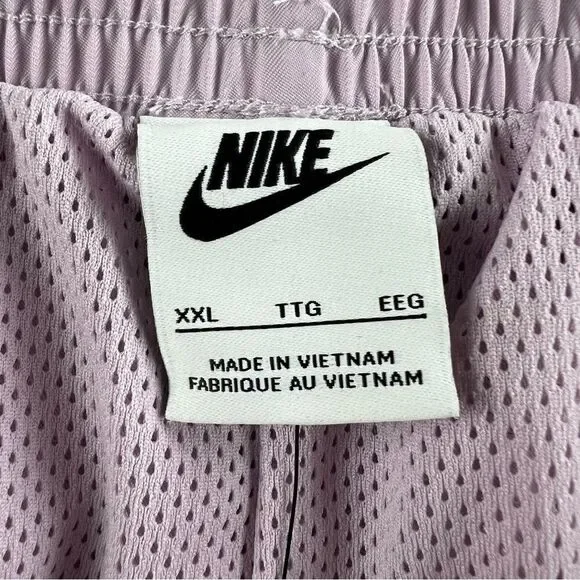 NIKE
XXL TTG EEG
MADE IN VIETNAM
FABRIQUE AU VIETNAM